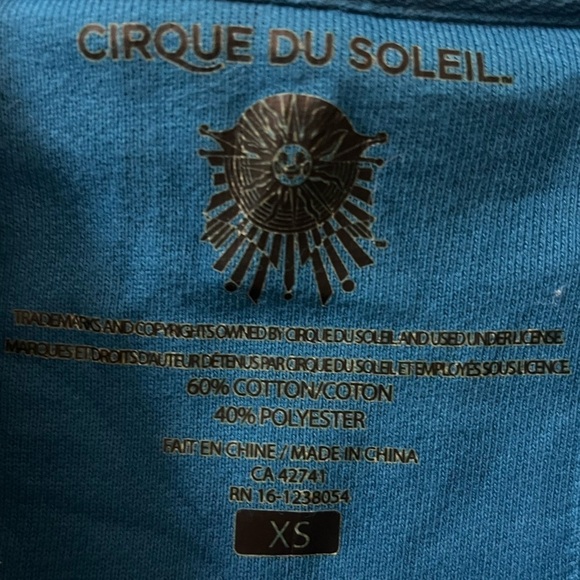 CIRQUE DU SOLEIL™
TRADEMARKS AND COPYRIGHTS OWNED BY CIRQUE DU SOLEIL AND USED UNDER LICENSE.
MARQUES ET DROITS D'AUTEUR DÉTENUS PAR CIRQUE DU SOLEIL ET EMPLOYES SOUS LICENCE.
60% COTTON/COTON
40% POLYESTER
FAIT EN CHINE / MADE IN CHINA
CA 42741
RN 16-1238054
XS